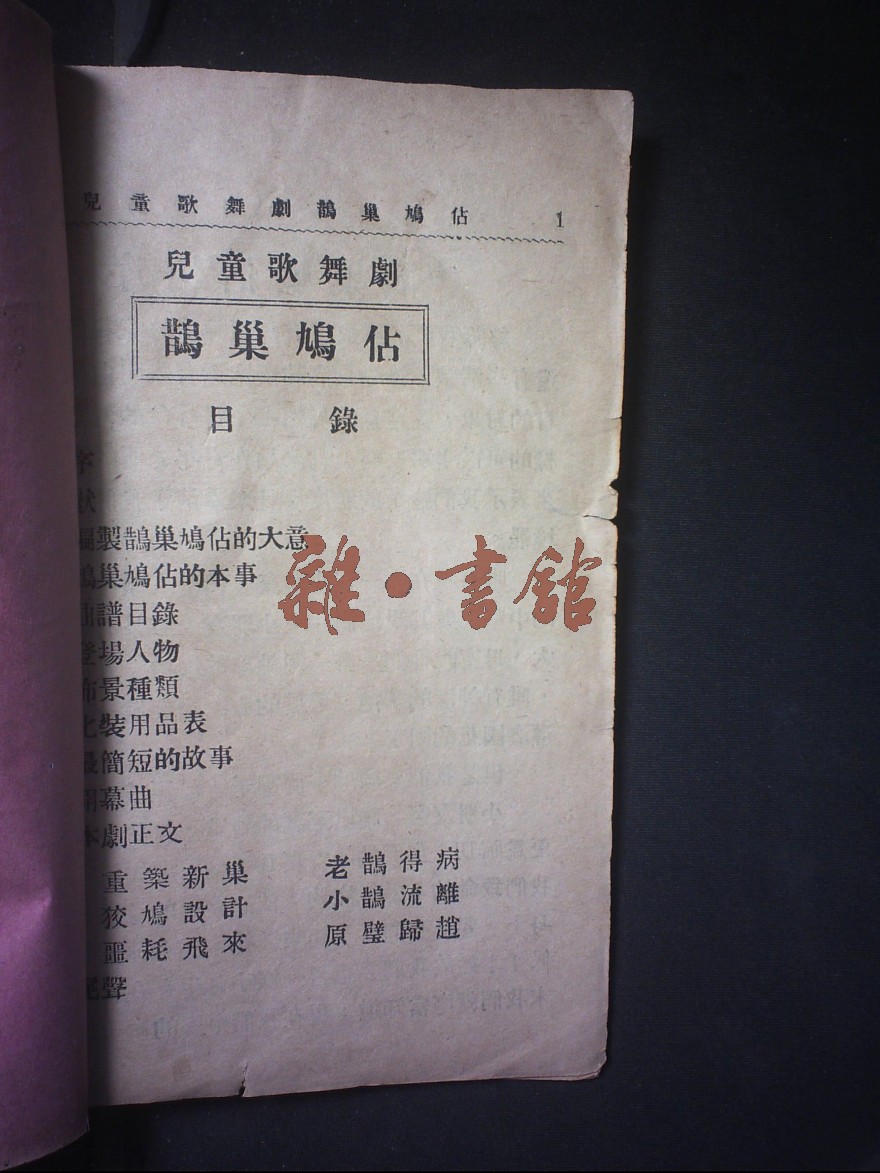 兒童歌舞劇鵲巢鳩佔 1
兒童歌舞劇
鵲巢鳩佔
目錄
序
編製鵲巢鳩佔的大意
鵲巢鳩佔的本事
曲譜目錄
登場人物
布景種類
化裝用品表
最簡短的故事
開幕曲
本劇正文
重築新巢 老鵲得病
狡鳩設計 小鵲流離
噩耗飛來 原璧歸趙
尾聲
雜·書館